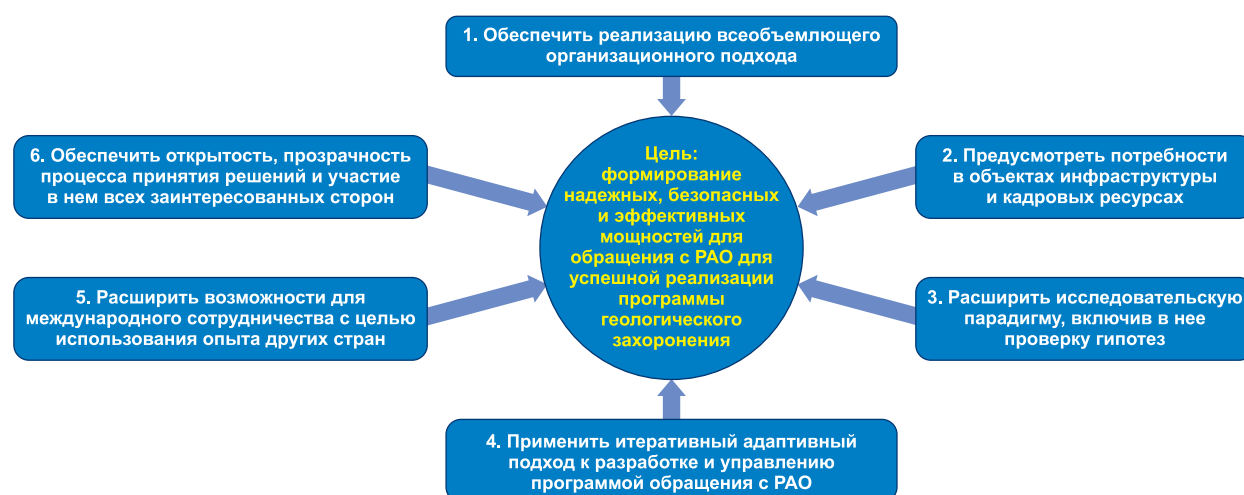 1. Обеспечить реализацию всеобъемлющего
организационного подхода
Цель:
формирование
надежных, безопасных
и эффективных
мощностей для
обращения с РАО для
успешной реализации
программы
геологического
захоронения
2. Предусмотреть потребности
в объектах инфраструктуры
и кадровых ресурсах
3. Расширить исследовательскую
парадигму, включив в нее
проверку гипотез
4. Применить итеративный адаптивный
подход к разработке и управлению
программой обращения с РАО
5. Расширить возможности для
международного сотрудничества с целью
использования опыта других стран
6. Обеспечить открытость, прозрачность
процесса принятия решений и участие
в нем всех заинтересованных сторон